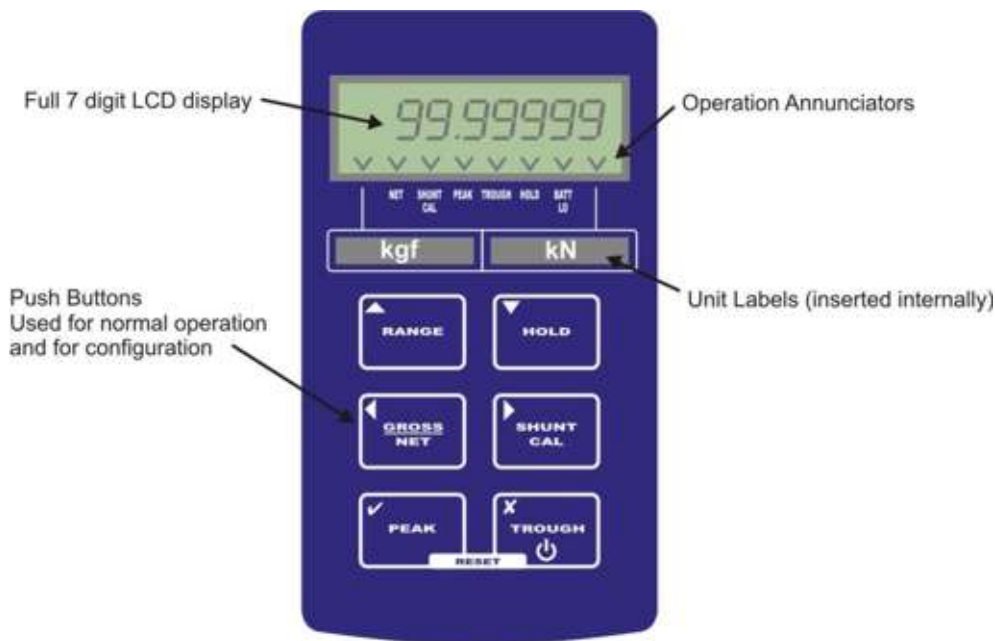 Full 7 digit LCD display
99.99999
Operation Annunciators
NET SHUNT CAL PEAK TROUGH HOLD BATT LO
kgf
kN
Unit Labels (inserted internally)
Push Buttons
Used for normal operation
and for configuration
RANGE
HOLD
GROSS
NET
SHUNT
CAL
PEAK
TROUGH
RESET